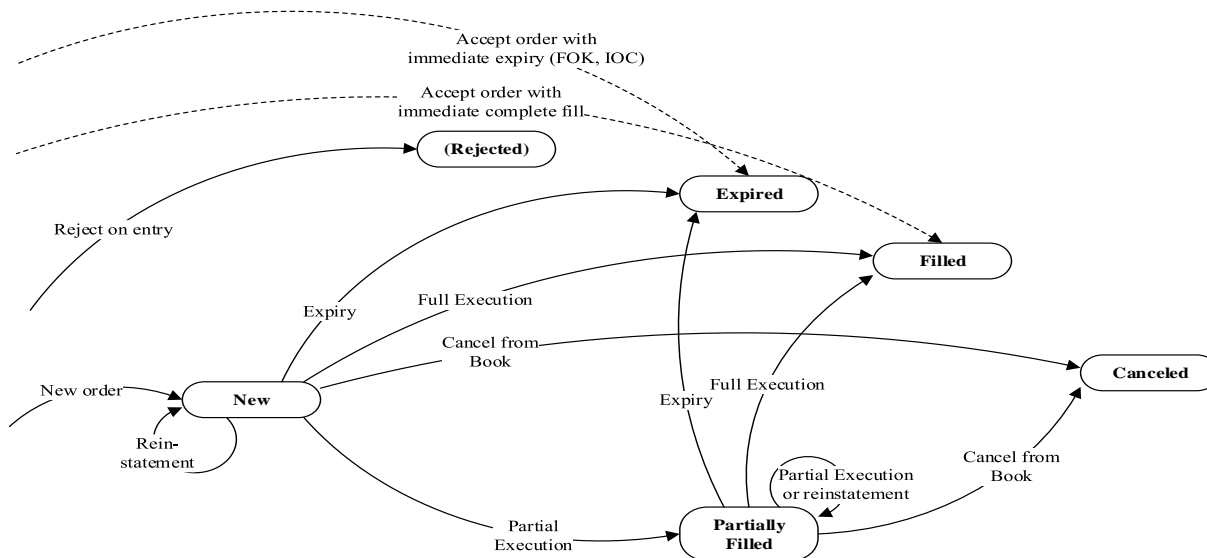 Accept order with
immediate expiry (FOK, IOC)
Accept order with
immediate complete fill
(Rejected)
Expired
Reject on entry
Filled
Expiry
Full Execution
Cancel from
Book
Canceled
New order
New
Full Execution
Expiry
Rein-
statement
Cancel from
Book
Partial Execution
or reinstatement
Partial
Execution
Partially
Filled